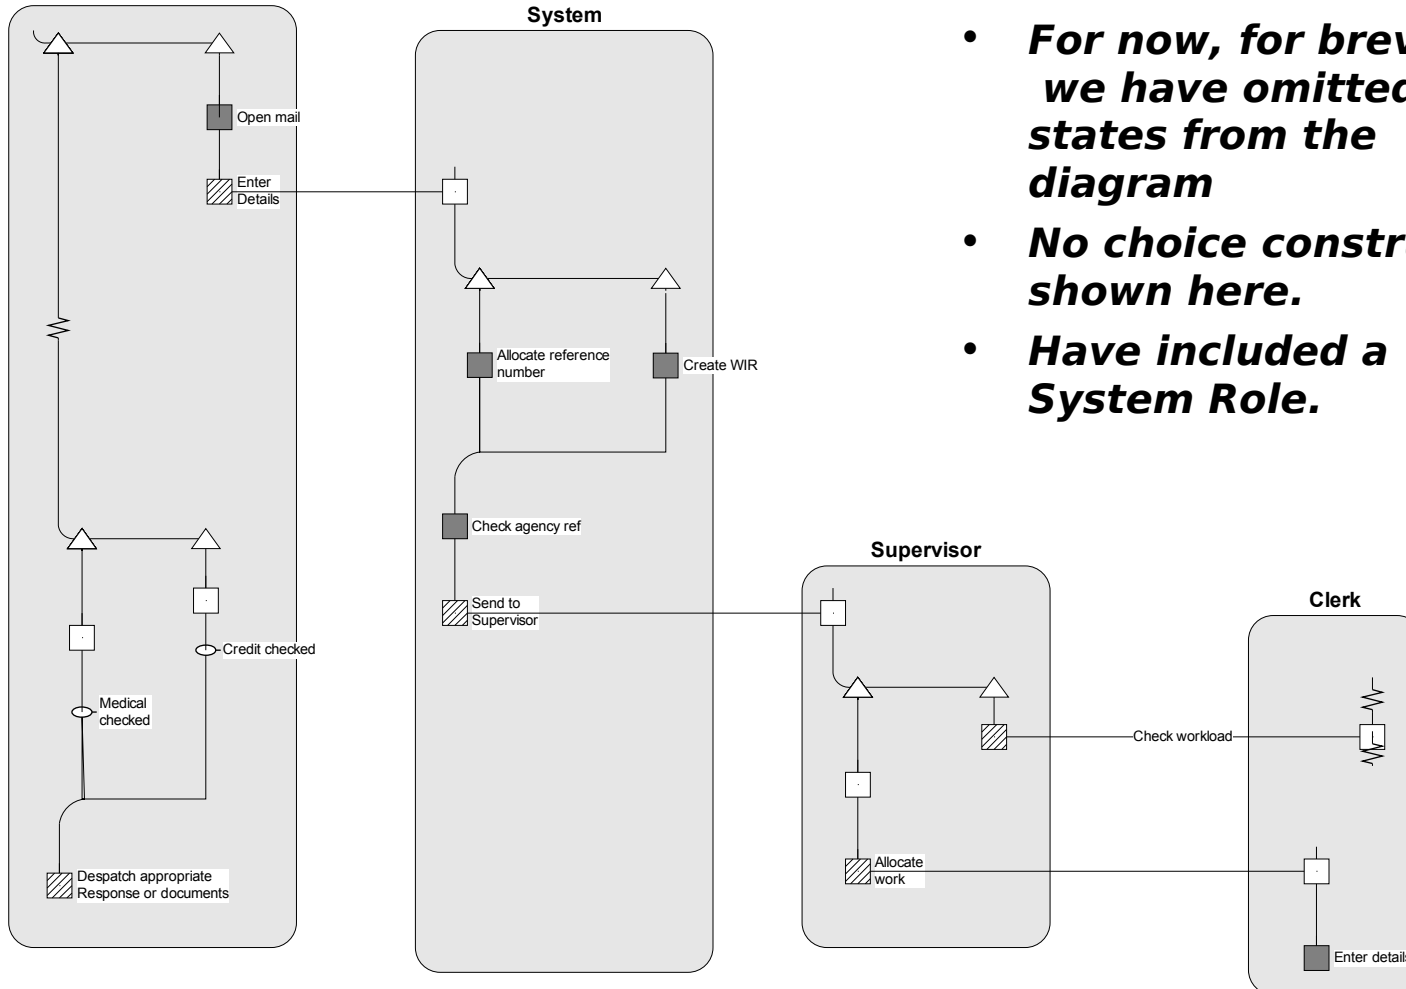 System
Open mail
Enter
Details
Allocate reference
number
Create WIR
Check agency ref
Send to
Supervisor
Credit checked
Medical
checked
Despatch appropriate
Response or documents
Supervisor
Check workload
Allocate
work
Clerk
Enter details
• For now, for brev
we have omitted
states from the
diagram
• No choice constr
shown here.
• Have included a
System Role.